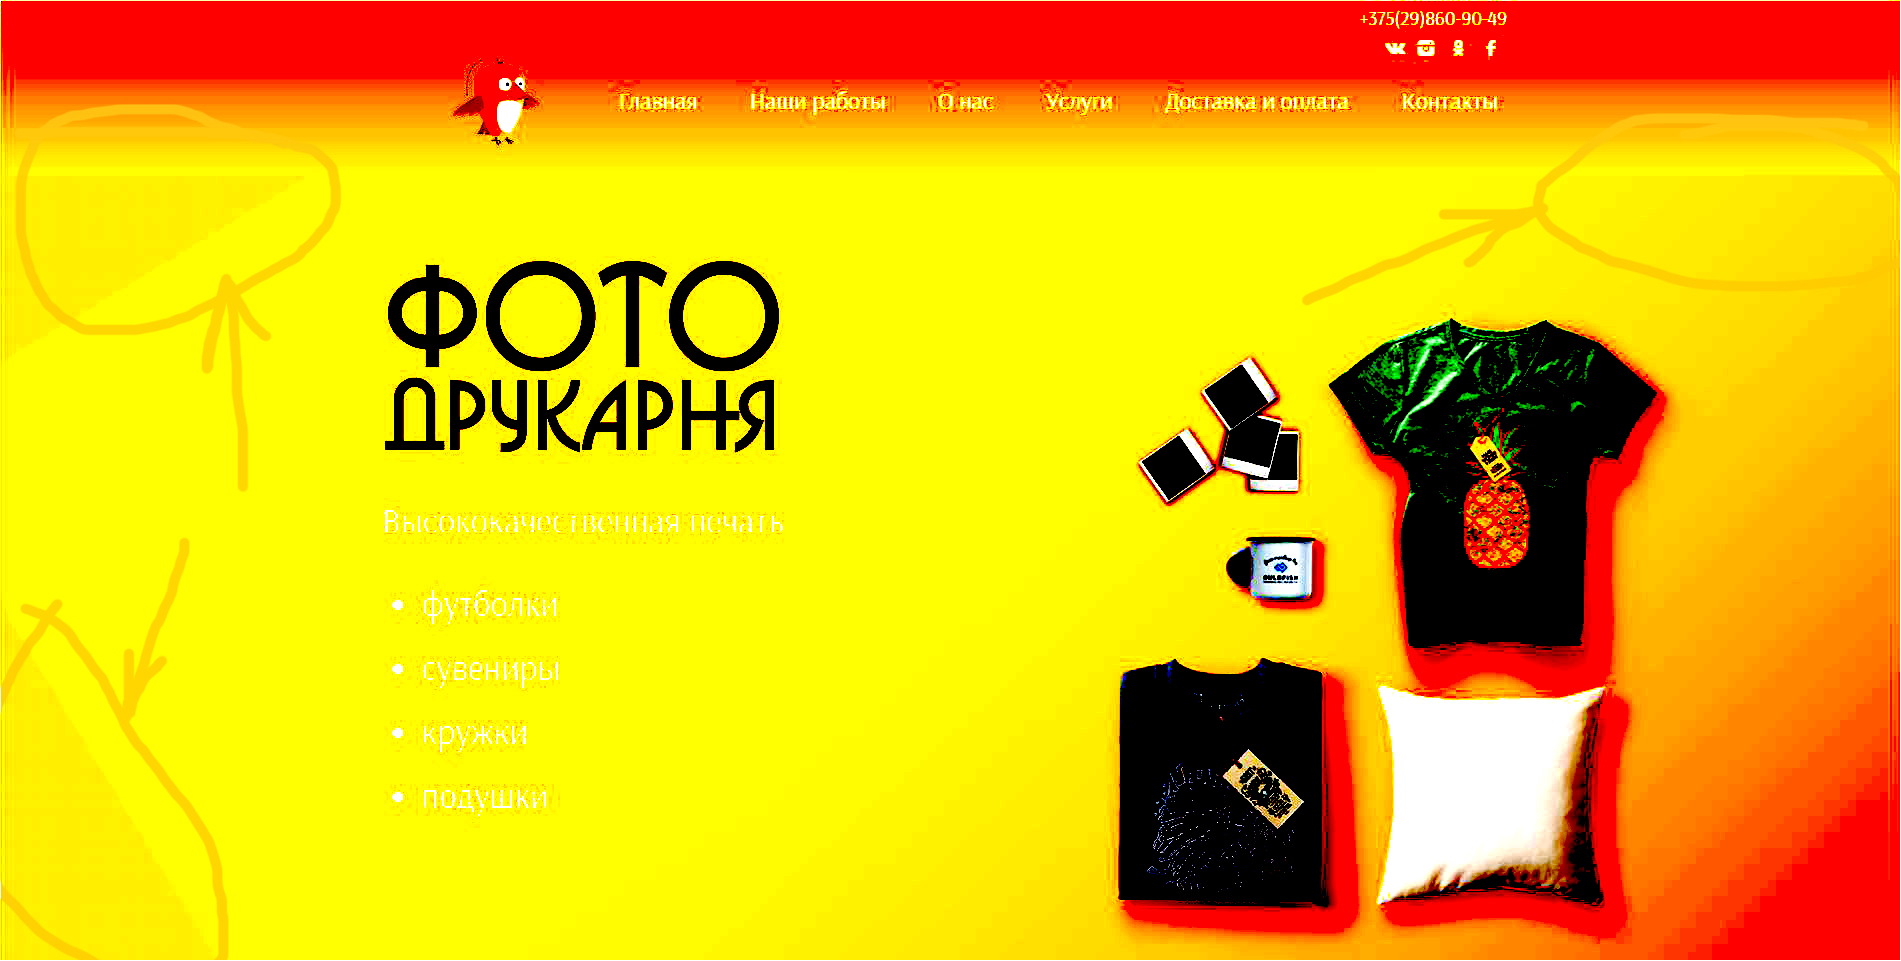 +375(29)860-90-49
Главная Наши работы О нас Услуги Доставка и оплата Контакты
ФОТО
ДРУКАРНЯ
Высококачественная печать
• футболки
• сувениры
• кружки
• подушки